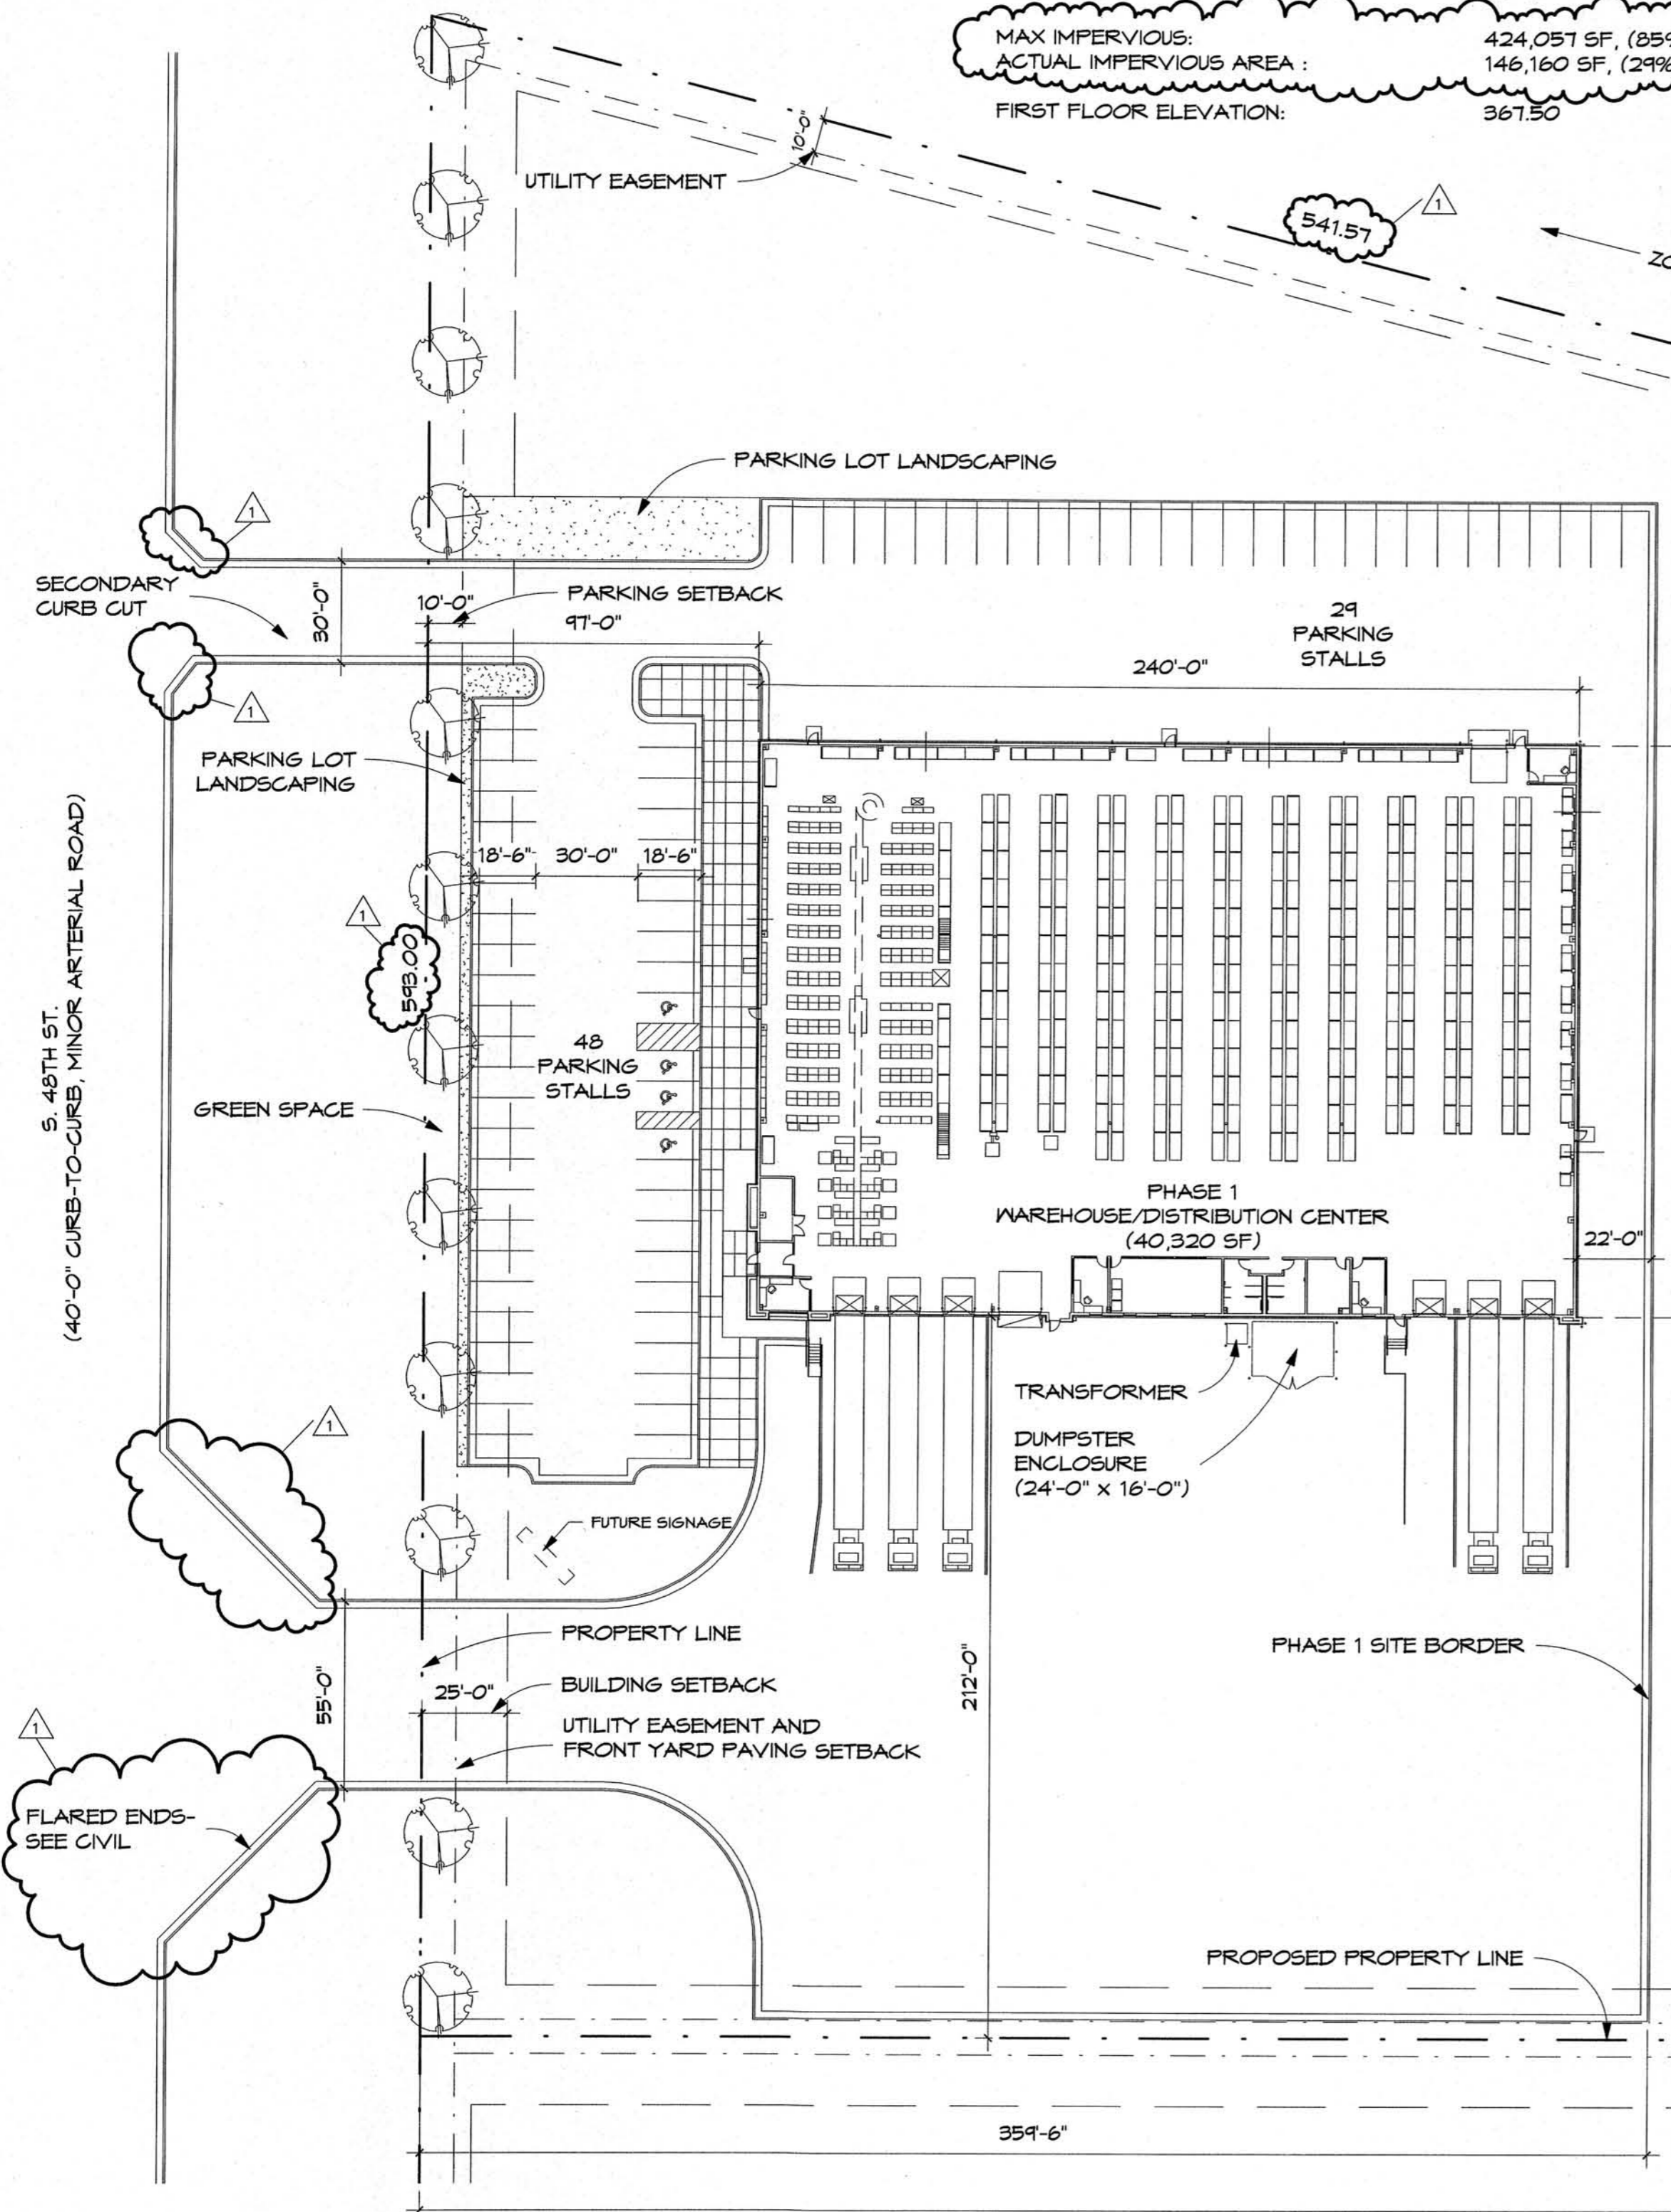 MAX IMPERVIOUS: 424,057 SF, (85%
ACTUAL IMPERVIOUS AREA : 146,160 SF, (29%
FIRST FLOOR ELEVATION: 367.50
10'-0"
UTILITY EASEMENT
1
541.57
PARKING LOT LANDSCAPING
1
SECONDARY
CURB CUT
30'-0"
10'-0"
PARKING SETBACK
97'-0"
29
PARKING
STALLS
240'-0"
1
PARKING LOT
LANDSCAPING
S. 48TH ST.
(40'-0" CURB-TO-CURB, MINOR ARTERIAL ROAD)
18'-6"
30'-0"
18'-6"
1
593.00
48
PARKING
STALLS
GREEN SPACE
PHASE 1
WAREHOUSE/DISTRIBUTION CENTER
(40,320 SF)
22'-0"
TRANSFORMER
DUMPSTER
ENCLOSURE
(24'-0" x 16'-0")
1
FUTURE SIGNAGE
PROPERTY LINE
55'-0"
25'-0"
BUILDING SETBACK
UTILITY EASEMENT AND
FRONT YARD PAVING SETBACK
212'-0"
PHASE 1 SITE BORDER
1
FLARED ENDS-
SEE CIVIL
PROPOSED PROPERTY LINE
359'-6"